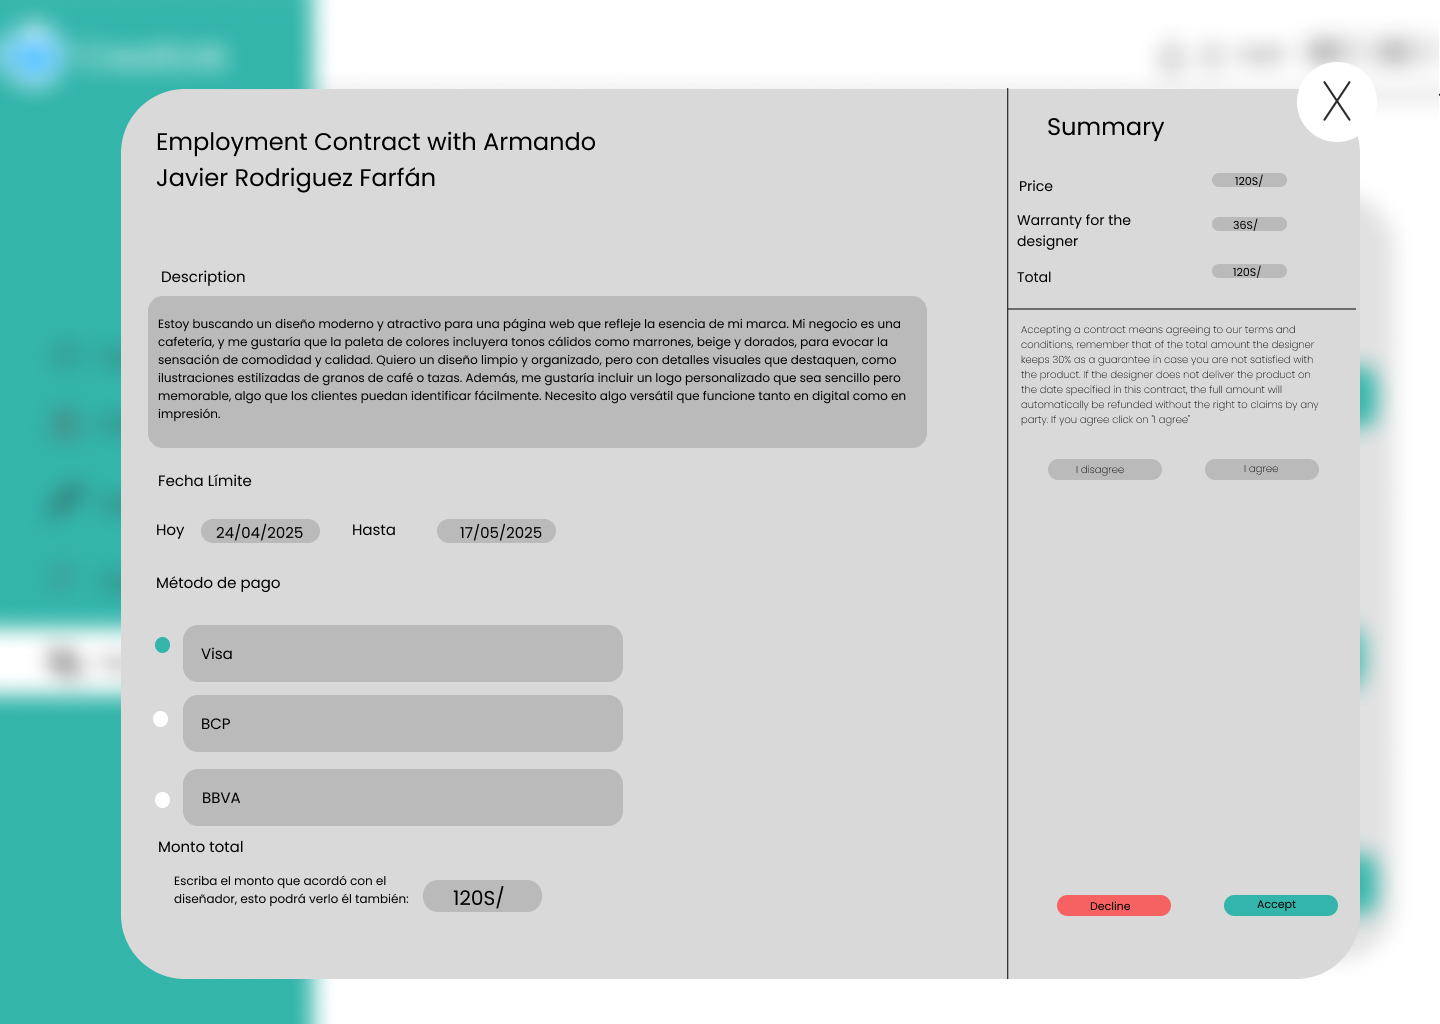 Employment Contract with Armando
Javier Rodriguez Farfán
Description
Estoy buscando un diseño moderno y atractivo para una página web que refleje la esencia de mi marca. Mi negocio es una
cafetería, y me gustaría que la paleta de colores incluyera tonos cálidos como marrones, beige y dorados, para evocar la
sensación de comodidad y calidad. Quiero un diseño limpio y organizado, pero con detalles visuales que destaquen, como
ilustraciones estilizadas de granos de café o tazas. Además, me gustaría incluir un logo personalizado que sea sencillo pero
memorable, algo que los clientes puedan identificar fácilmente. Necesito algo versátil que funcione tanto en digital como en
impresión.
Fecha Límite
Hoy 24/04/2025 Hasta 17/05/2025
Método de pago
Visa
BCP
BBVA
Monto total
Escriba el monto que acordó con el
diseñador, esto podrá verlo él también:
120S/
X
Summary
Price 120S/
Warranty for the
designer
36S/
Total 120S/
Accepting a contract means agreeing to our terms and
conditions, remember that of the total amount the designer
keeps 30% as a guarantee in case you are not satisfied with
the product. If the designer does not deliver the product on
the date specified in this contract, the full amount will
automatically be refunded without the right to claims by any
party. If you agree click on "I agree"
I disagree I agree
Decline Accept